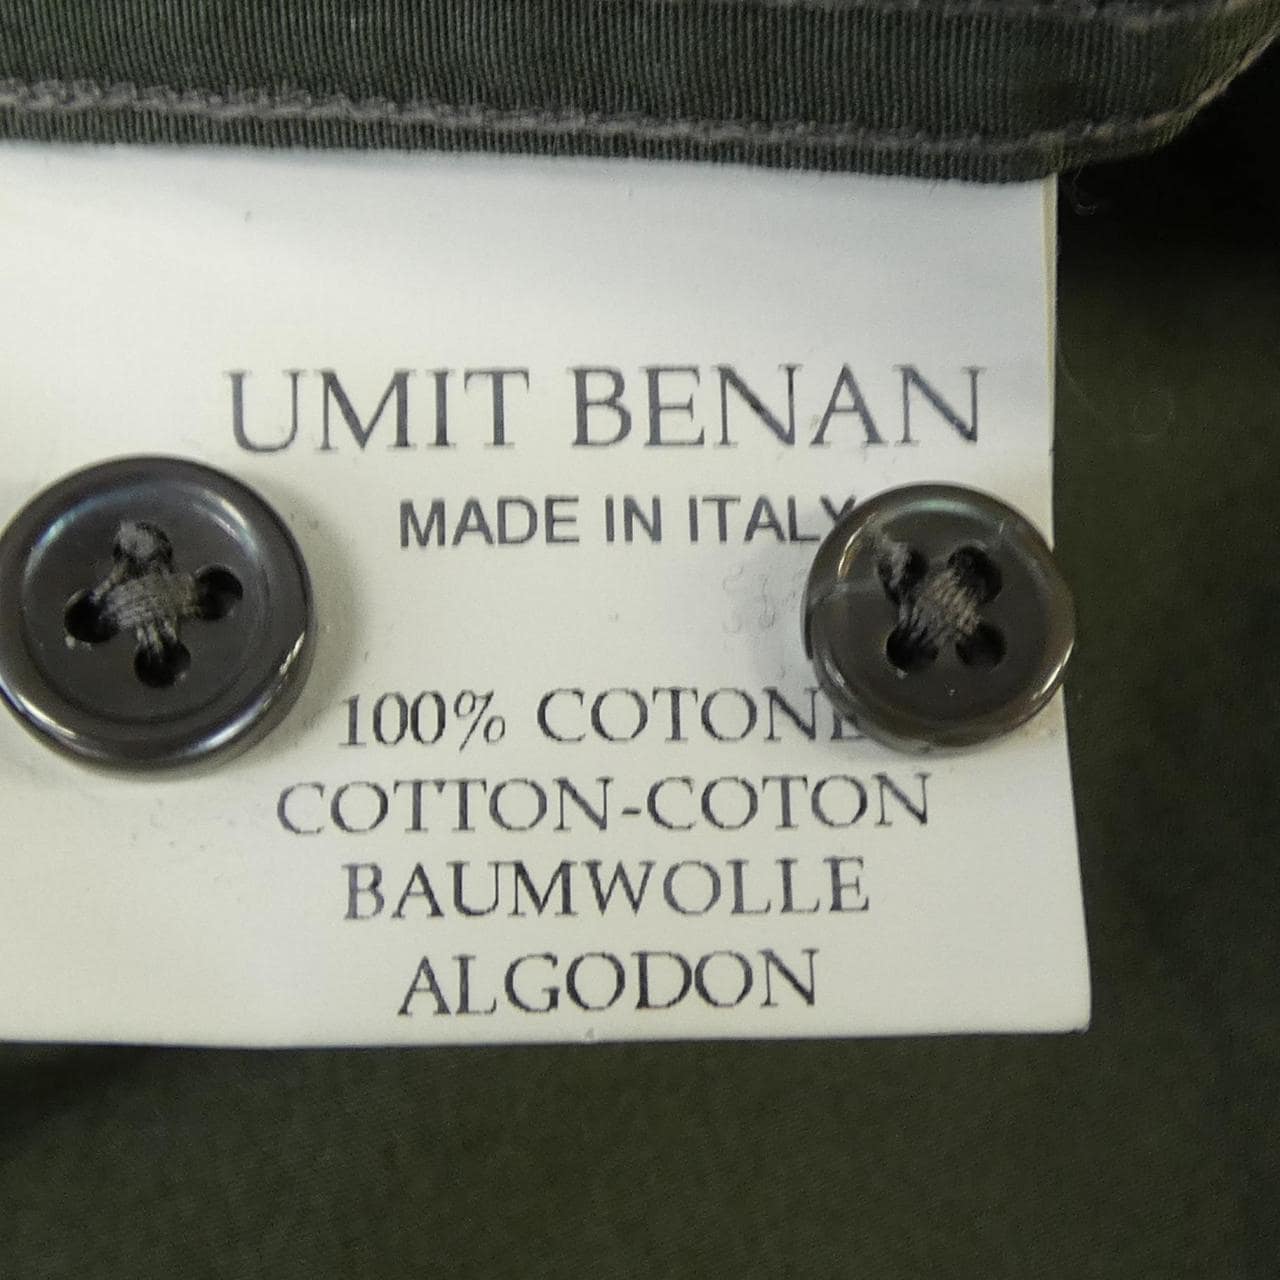 UMIT BENAN
MADE IN ITALY
100% COTONE
COTTON-COTON
BAUMWOLLE
ALGODON